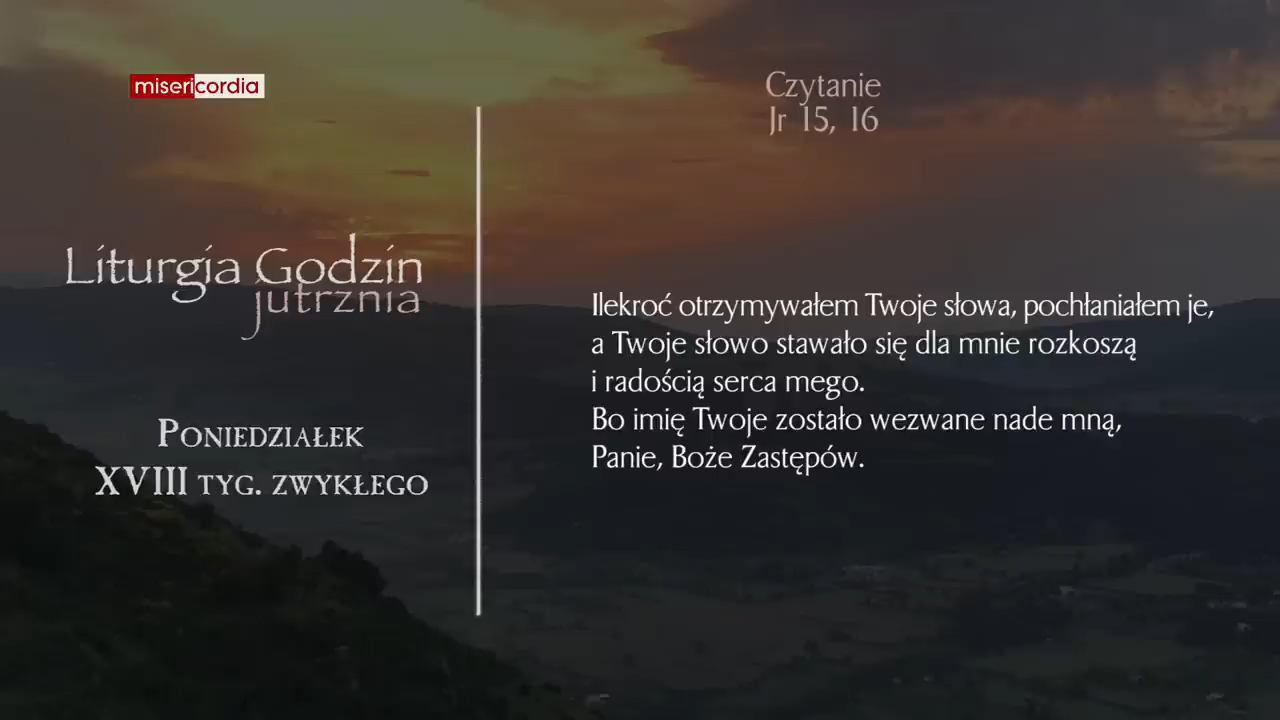 misericordia
Liturgia Godzin
jutrznia
Poniedziałek
XVIII tyg. zwykłego
Czytanie
Jr 15, 16
Ilekroć otrzymywałem Twoje słowa, pochłaniałem je,
a Twoje słowo stawało się dla mnie rozkoszą
i radością serca mego.
Bo imię Twoje zostało wezwane nade mną,
Panie, Boże Zastępów.